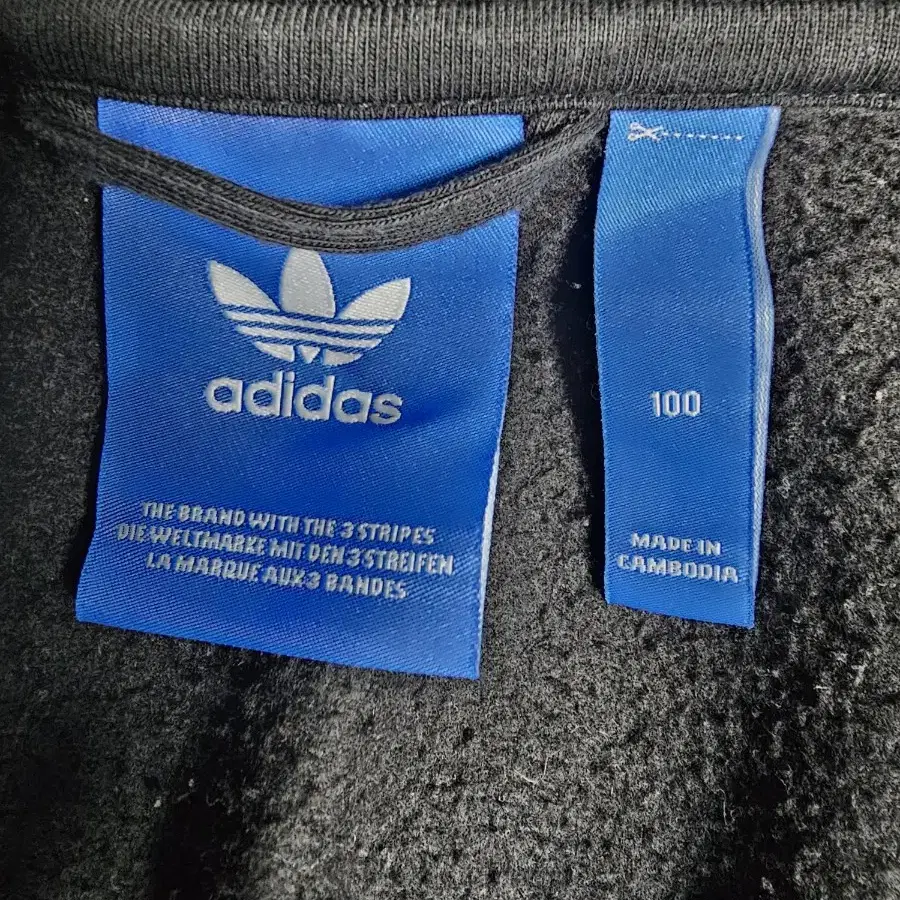 adidas
THE BRAND WITH THE 3 STRIPES
DIE WELTMARKE MIT DEN 3 STREIFEN
LA MARQUE AUX 3 BANDES
100
MADE IN
CAMBODIA